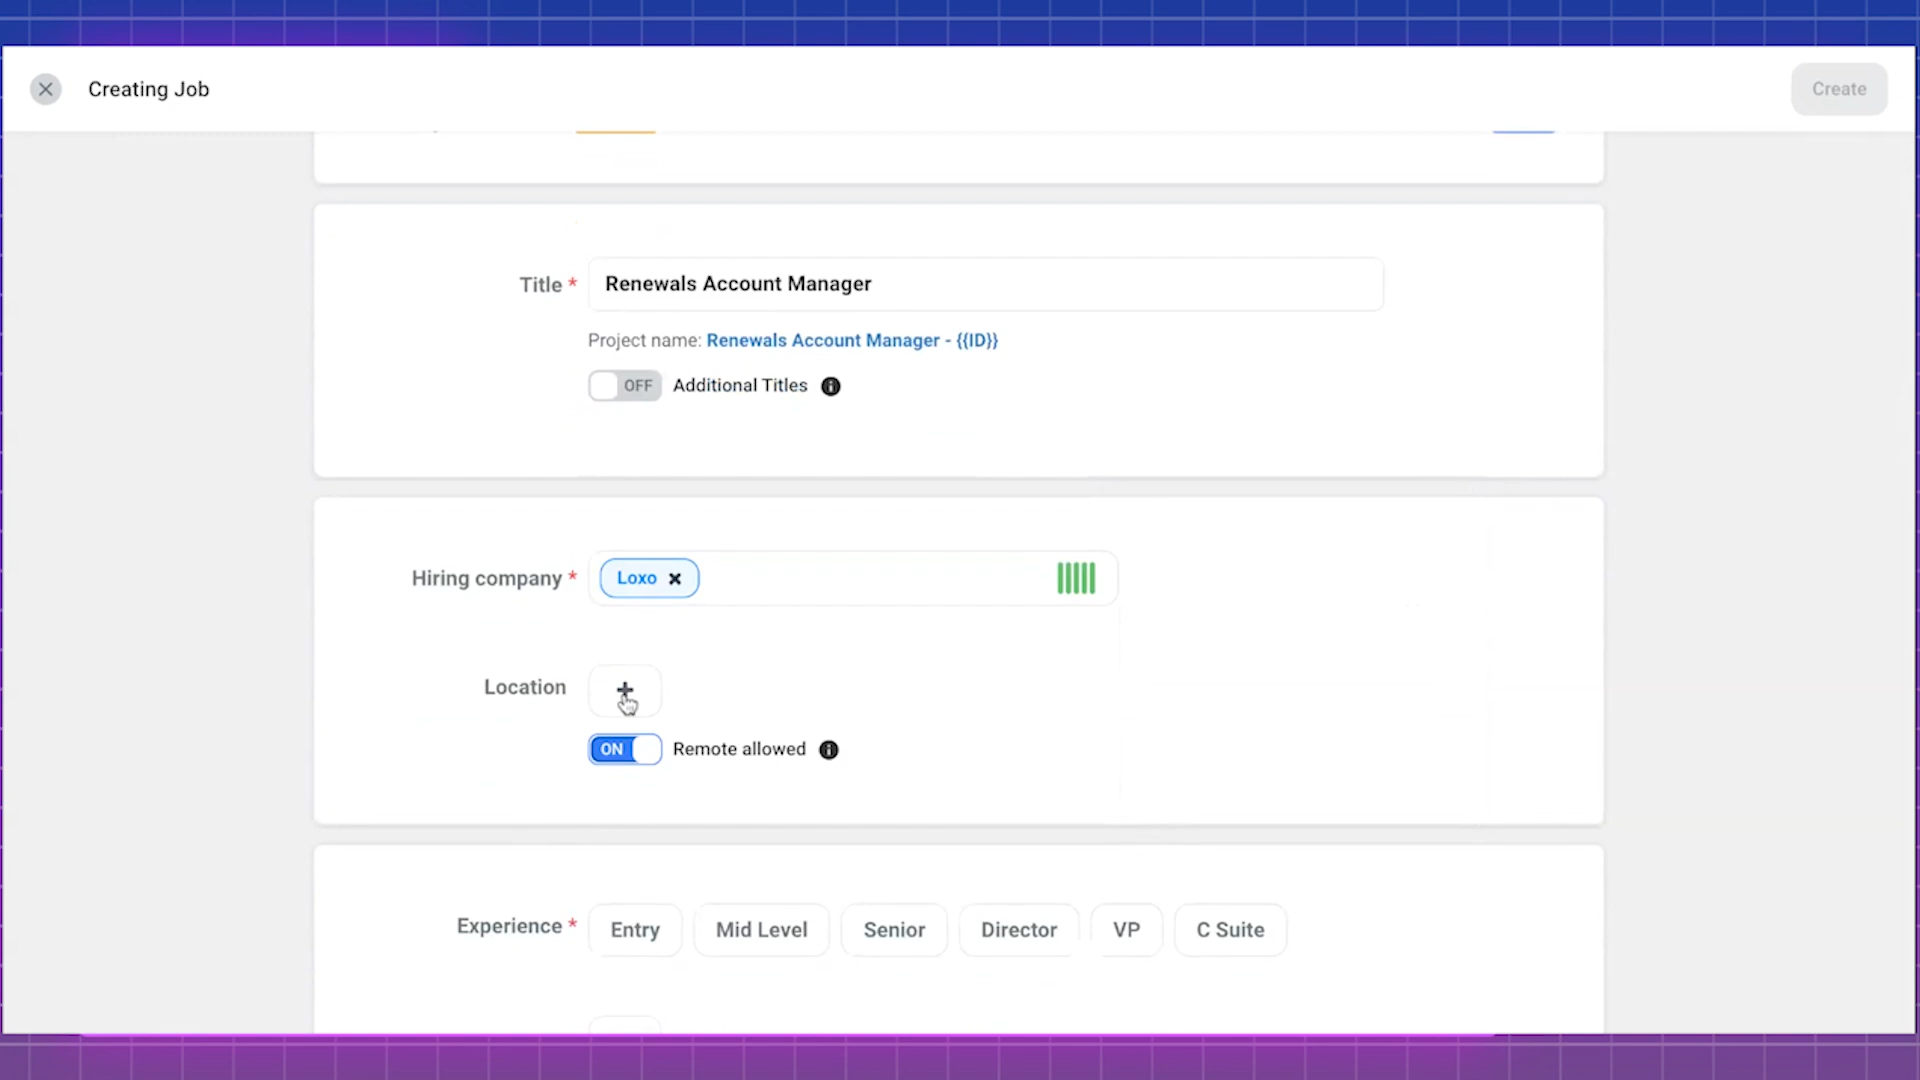 Creating Job
Create
Title *
Renewals Account Manager
Project name: Renewals Account Manager - {{ID}}
OFF Additional Titles
Hiring company *
Loxo
Location
ON Remote allowed
Experience * Entry Mid Level Senior Director VP C Suite